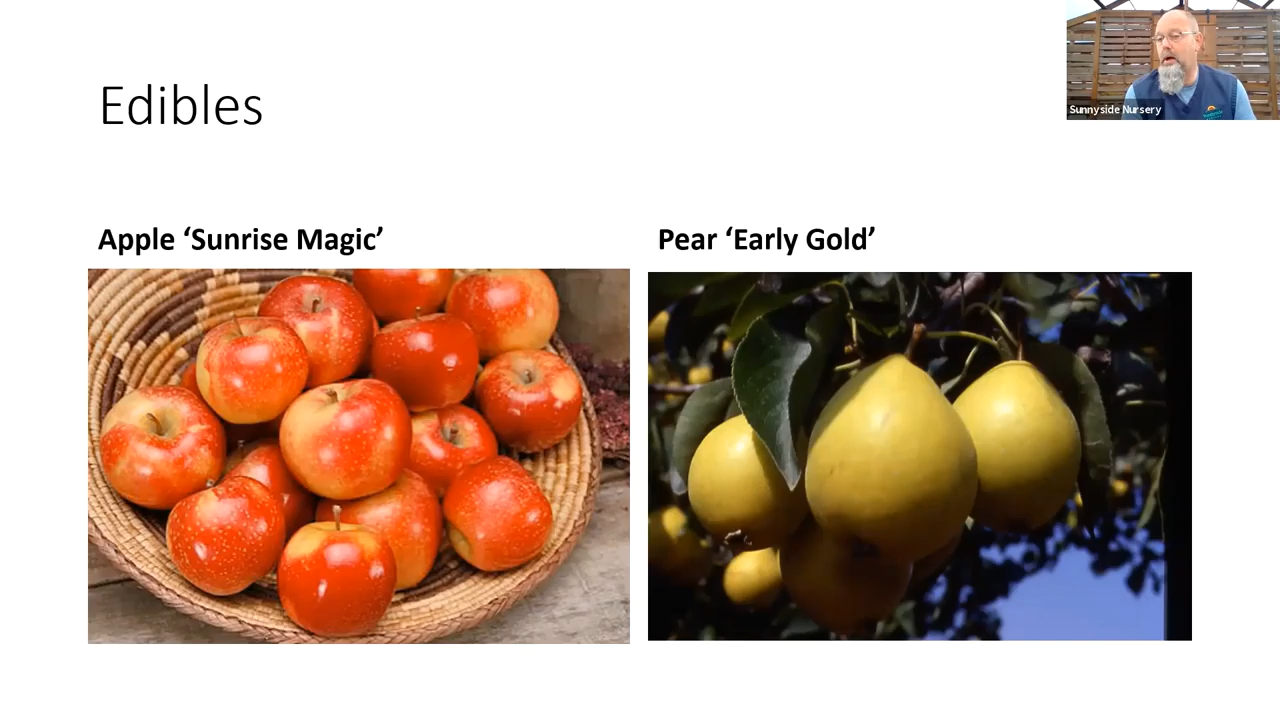 Edibles
Sunnyside Nursery
Apple ‘Sunrise Magic’
Pear ‘Early Gold’